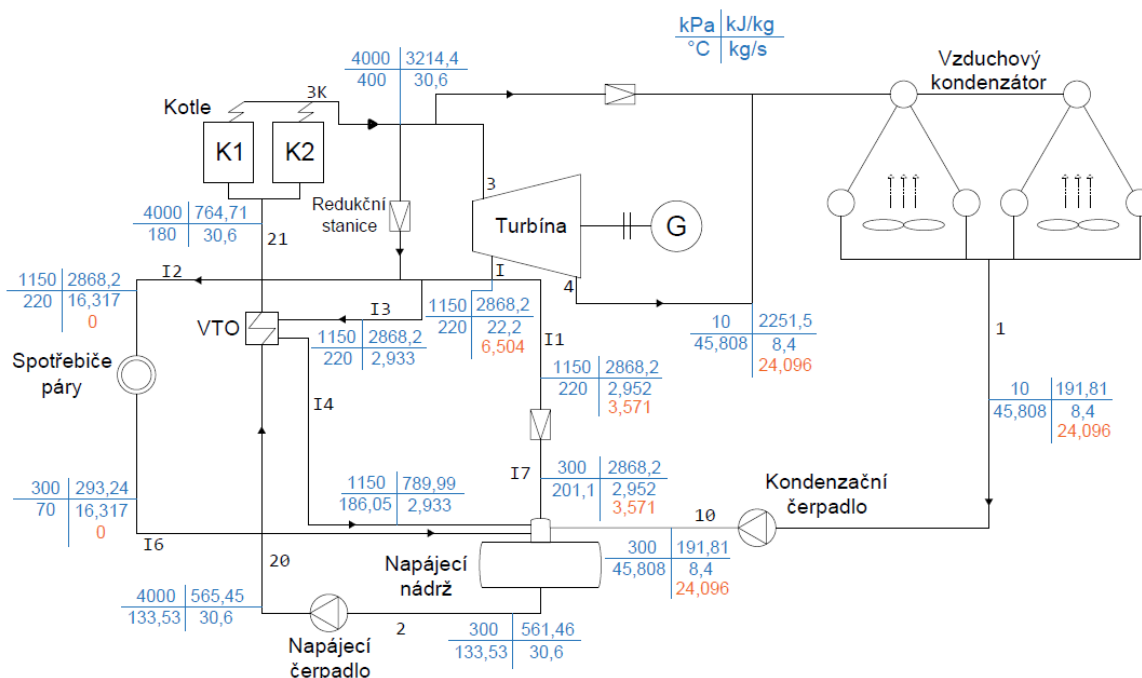 kPa kJ/kg
°C kg/s
4000 3214,4
400 30,6
Vzduchový
kondenzátor
3K
Kotle
K1
K2
3
Redukční
stanice
Turbína
G
4000 764,71
180 30,6
21
I2
I
4
1150 2868,2
220 16,317
0
I3
1150 2868,2
220 22,2
6,504
VTO
1150 2868,2
220 2,933
I1
10 2251,5
45,808 8,4
24,096
1
Spotřebiče
páry
1150 2868,2
220 2,952
3,571
I4
10 191,81
45,808 8,4
24,096
300 293,24
70 16,317
0
1150 789,99
186,05 2,933
I7
300 2868,2
201,1 2,952
3,571
Kondenzační
čerpadlo
10
I6
20
Napájecí
nádrž
300 191,81
45,808 8,4
24,096
4000 565,45
133,53 30,6
2
300 561,46
133,53 30,6
Napájecí
čerpadlo